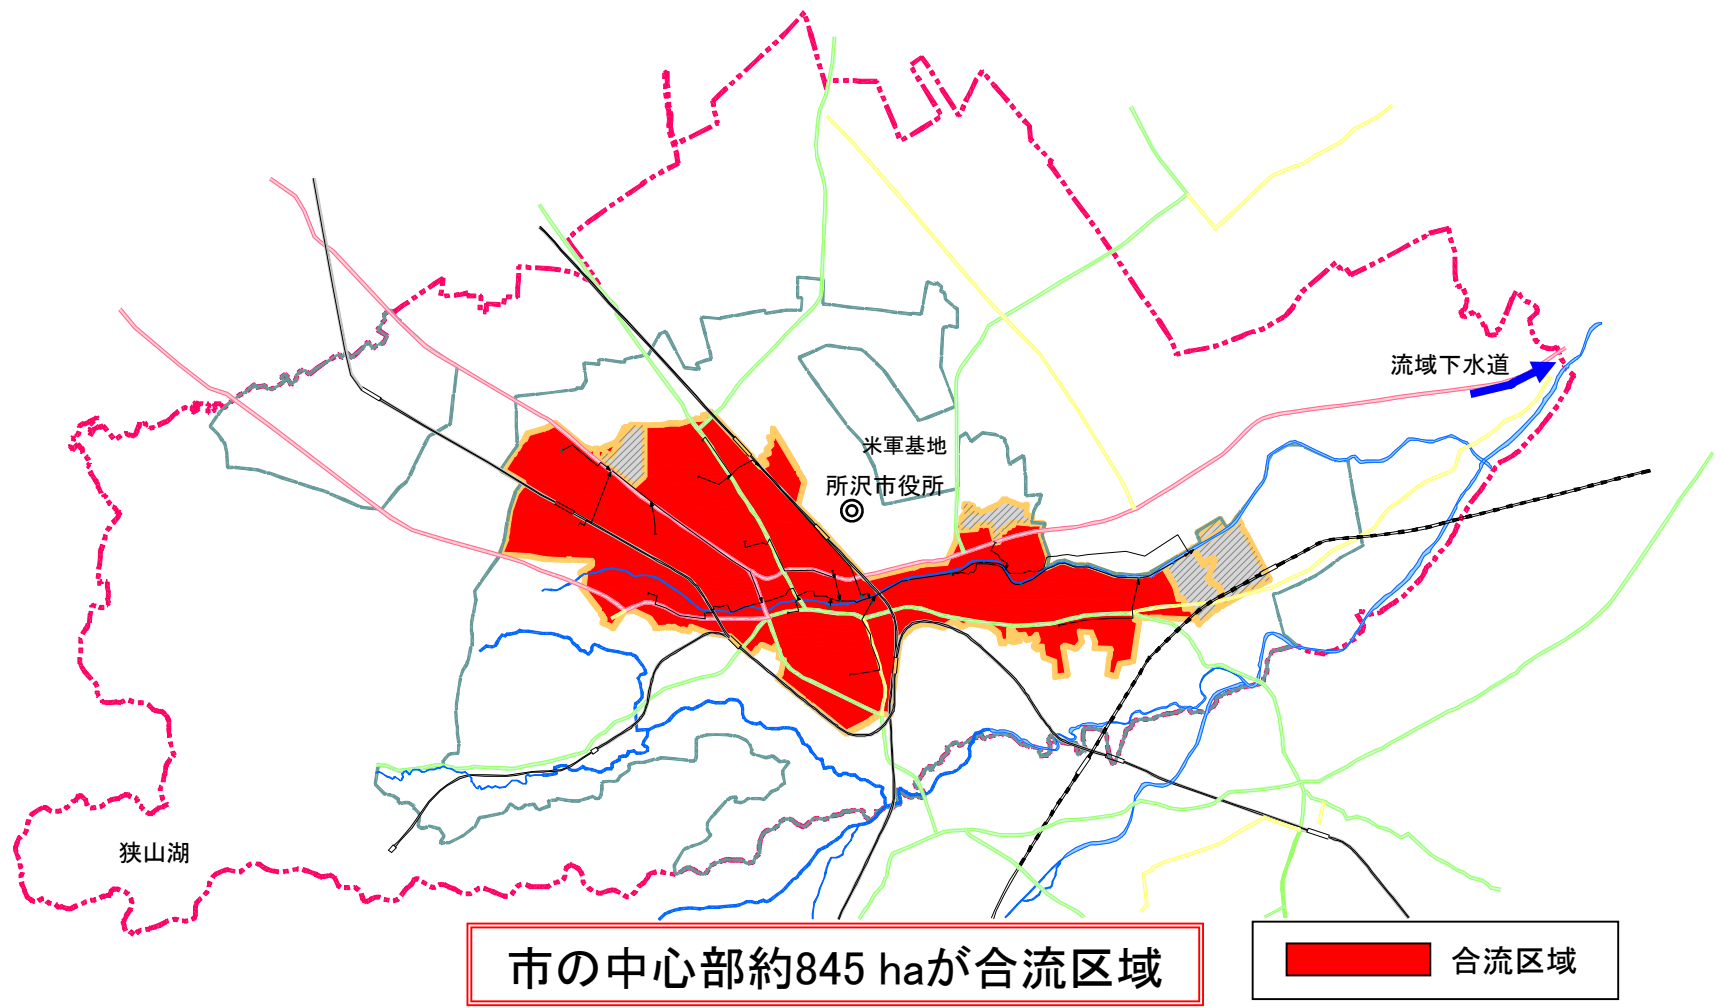 流域下水道
米軍基地
所沢市役所
狭山湖
市の中心部約845 haが合流区域
合流区域